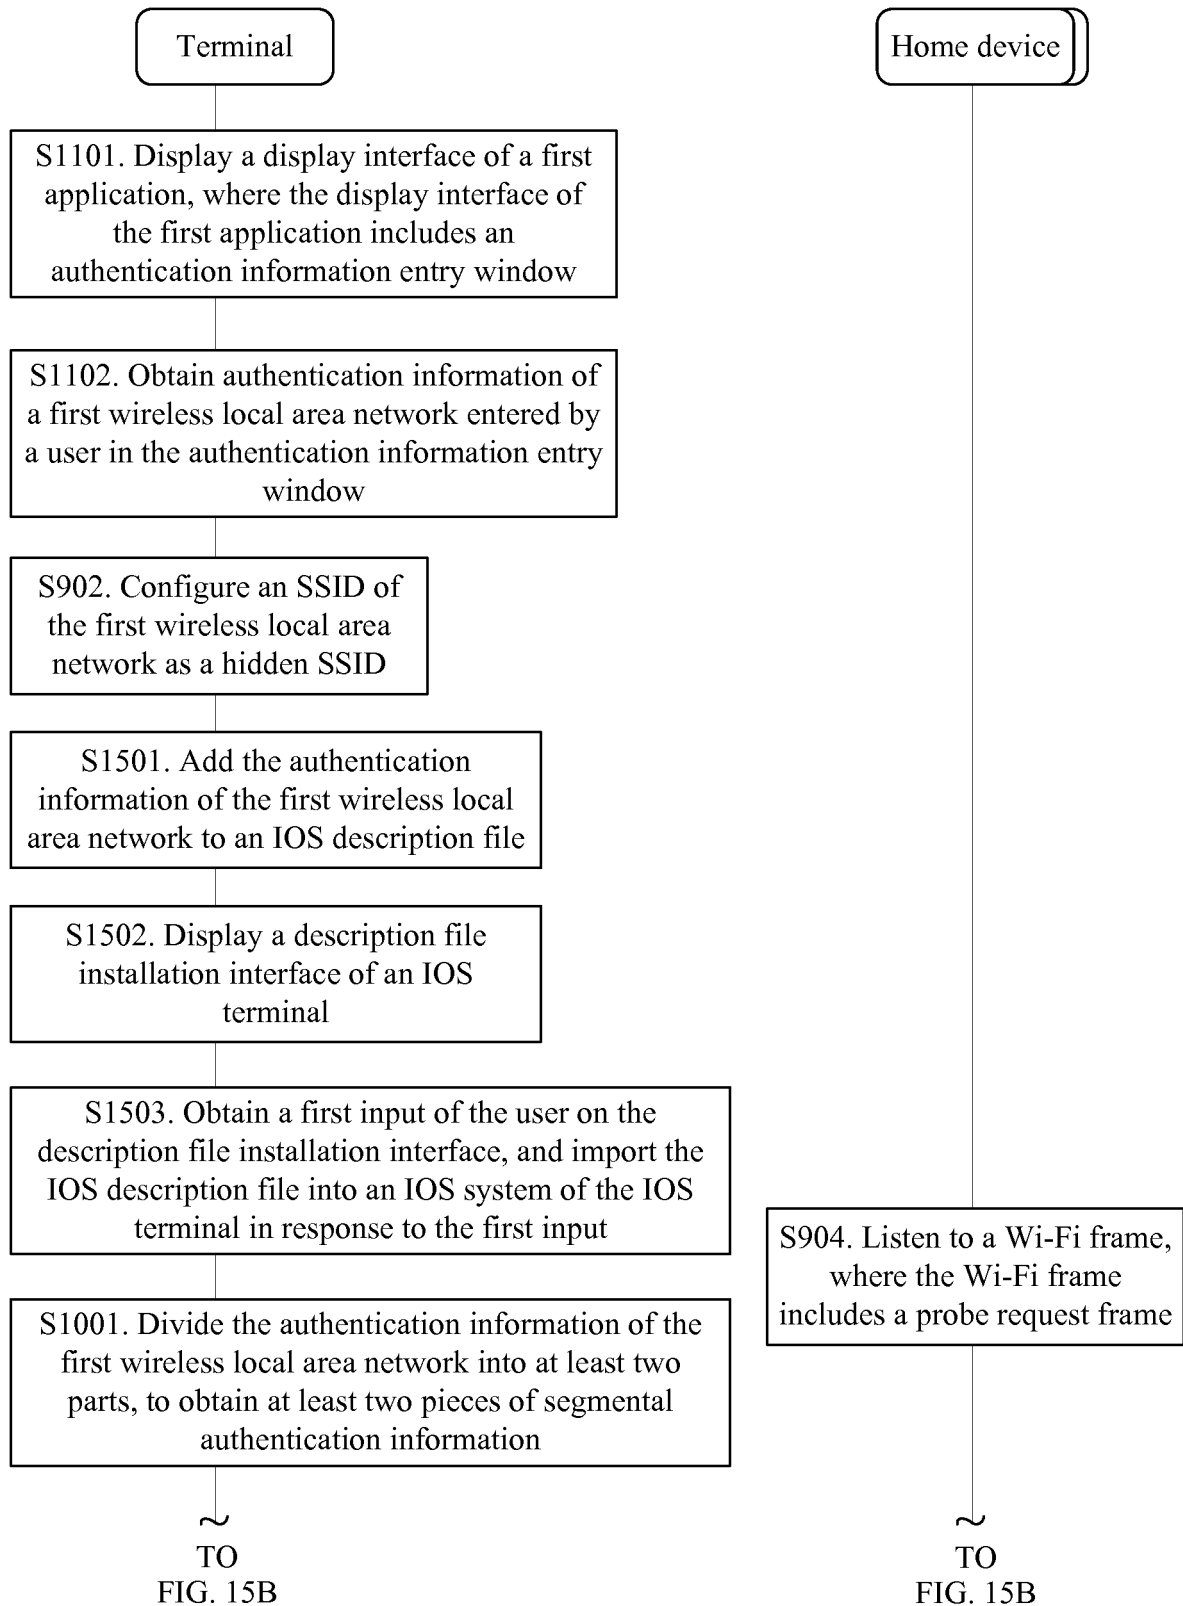 Terminal
Home device
S1101. Display a display interface of a first
application, where the display interface of
the first application includes an
authentication information entry window
S1102. Obtain authentication information of
a first wireless local area network entered by
a user in the authentication information entry
window
S902. Configure an SSID of
the first wireless local area
network as a hidden SSID
S1501. Add the authentication
information of the first wireless local
area network to an IOS description file
S1502. Display a description file
installation interface of an IOS
terminal
S1503. Obtain a first input of the user on the
description file installation interface, and import the
IOS description file into an IOS system of the IOS
terminal in response to the first input
S904. Listen to a Wi-Fi frame,
where the Wi-Fi frame
includes a probe request frame
S1001. Divide the authentication information of the
first wireless local area network into at least two
parts, to obtain at least two pieces of segmental
authentication information
~
TO
FIG. 15B
~
TO
FIG. 15B